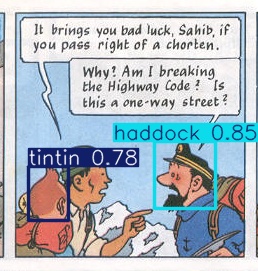 It brings you bad luck, Sahib, if
you pass right of a chorten.
Why? Am I breaking
the Highway Code? Is
this a one-way street?
haddock 0.85
tintin 0.78